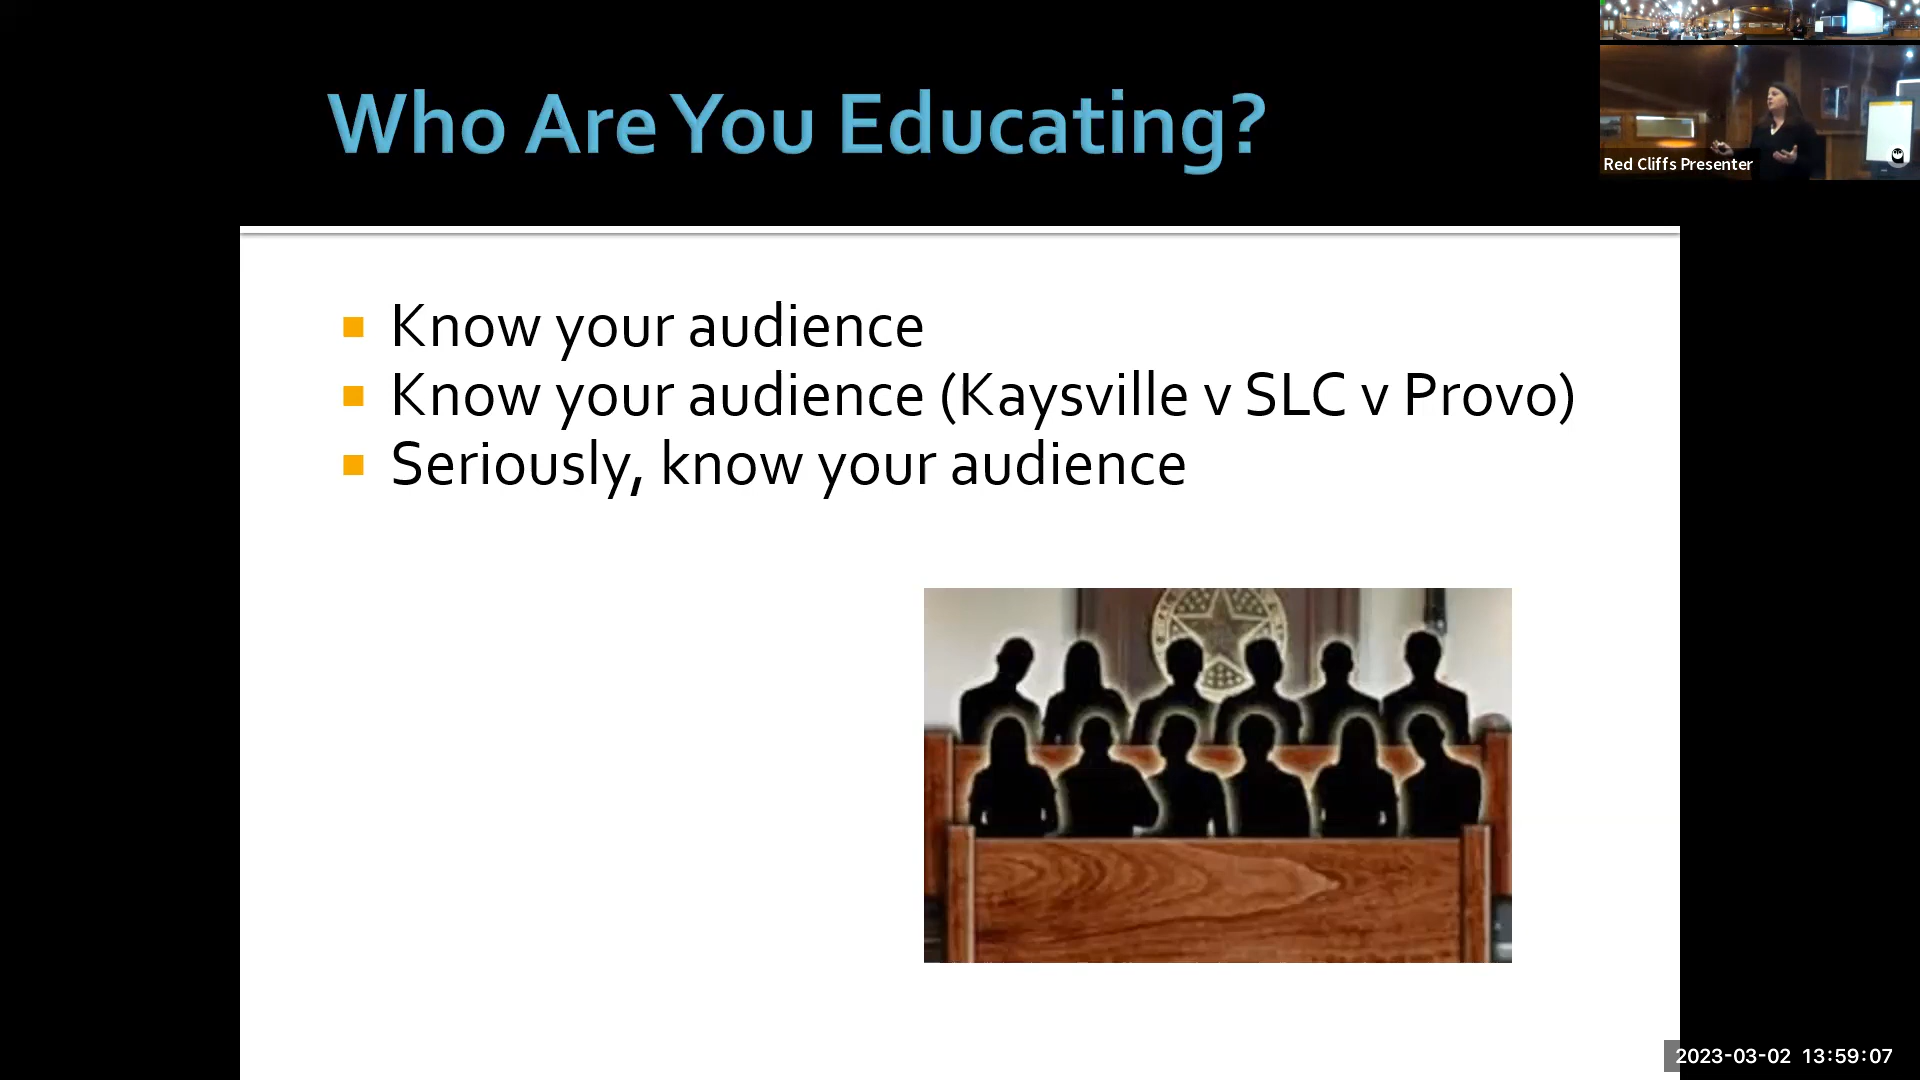 Who Are You Educating?
Red Cliffs Presenter
Know your audience
Know your audience (Kaysville v SLC v Provo)
Seriously, know your audience
2023-03-02 13:59:07